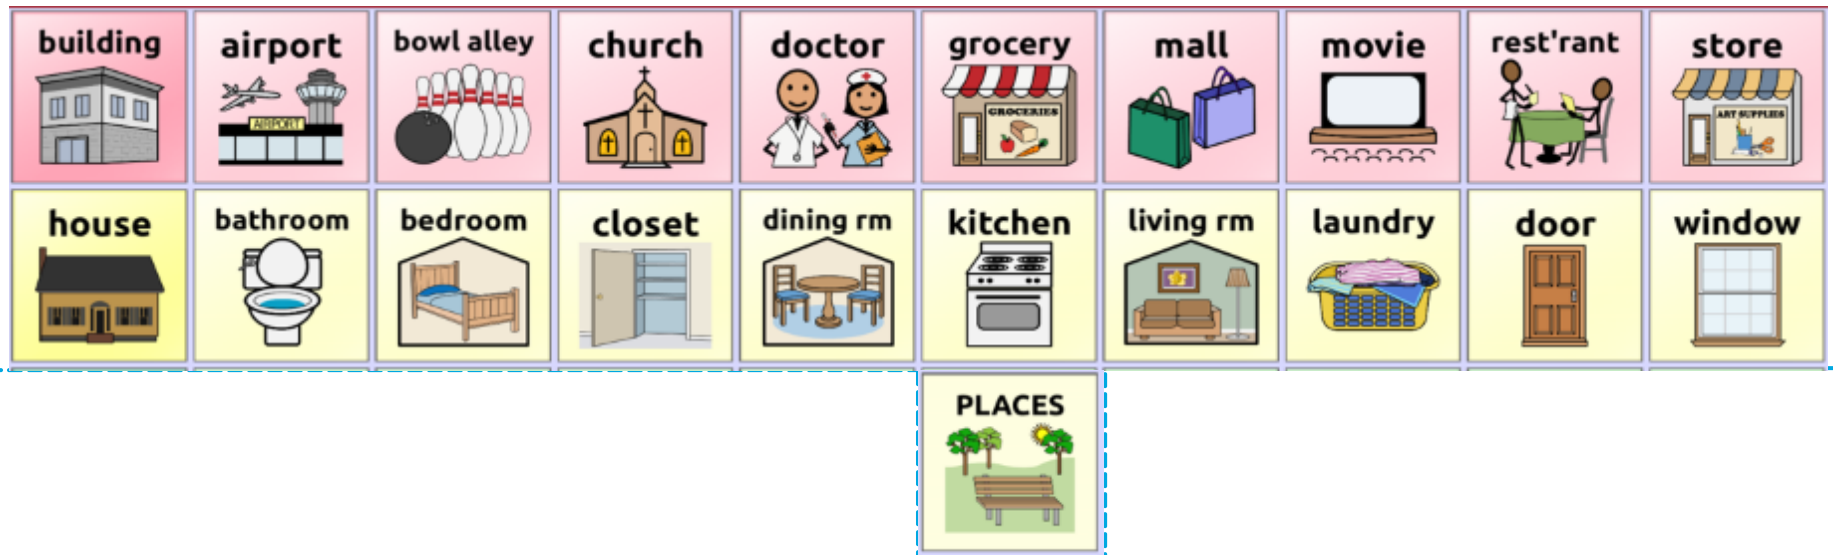 building airport bowl alley church doctor grocery mall movie rest'rant store
AIRPORT GROCERIES ART SUPPLIES
house bathroom bedroom closet dining rm kitchen living rm laundry door window
PLACES